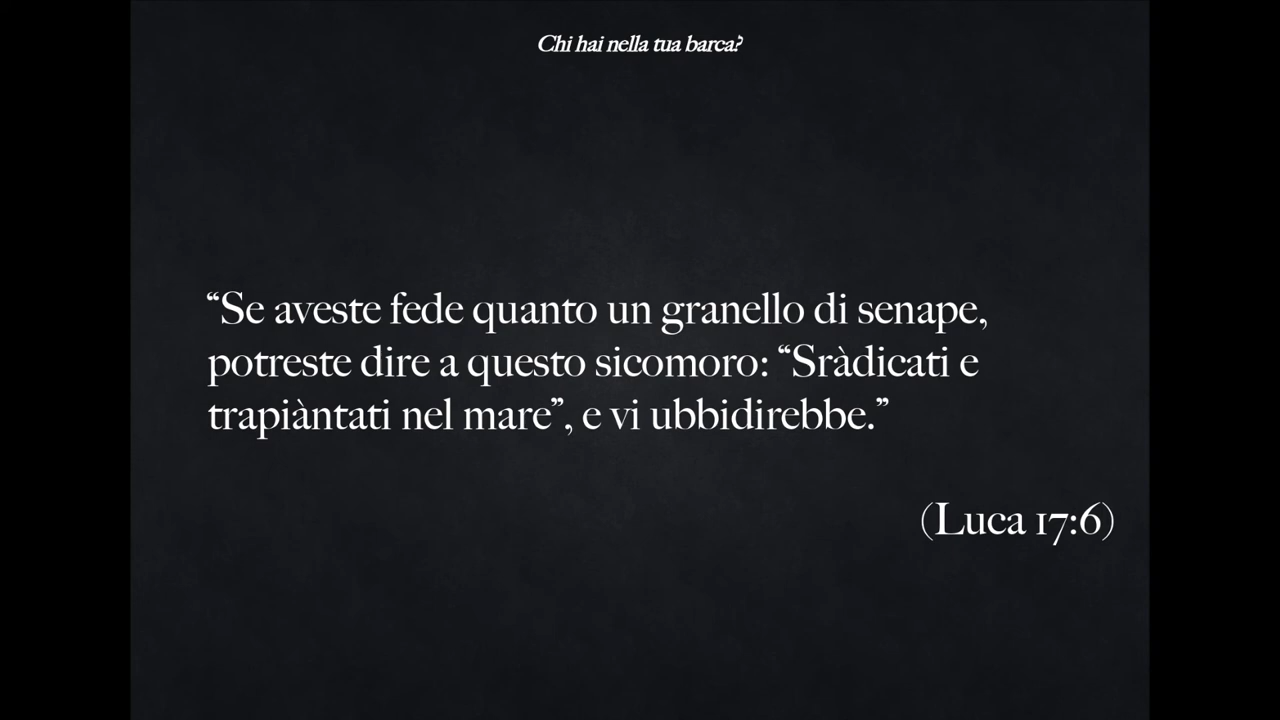 Chi hai nella tua barca?
“Se aveste fede quanto un granello di senape,
potreste dire a questo sicomoro: “Sràdicati e
trapiàntati nel mare”, e vi ubbidirebbe.”
(Luca 17:6)